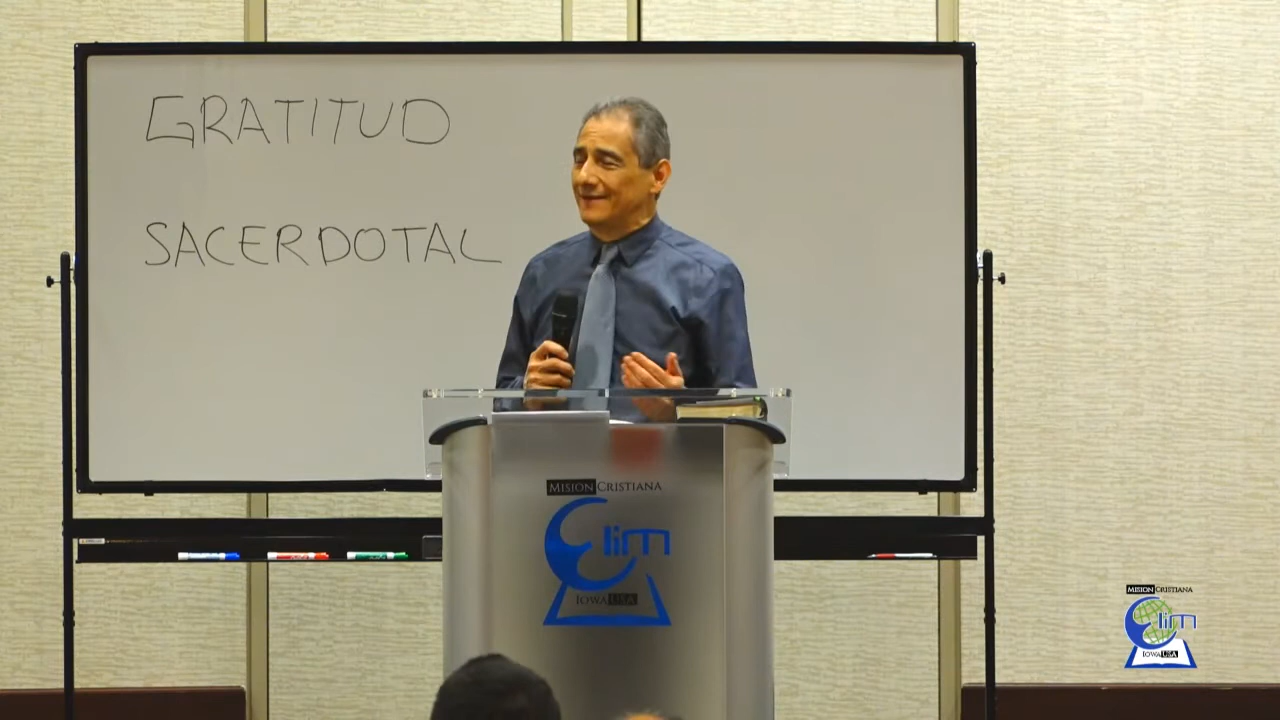 GRATITUD
SACERDOTAL
MISION CRISTIANA
Elim
IOWA USA
MISION CRISTIANA
Elim
IOWA USA